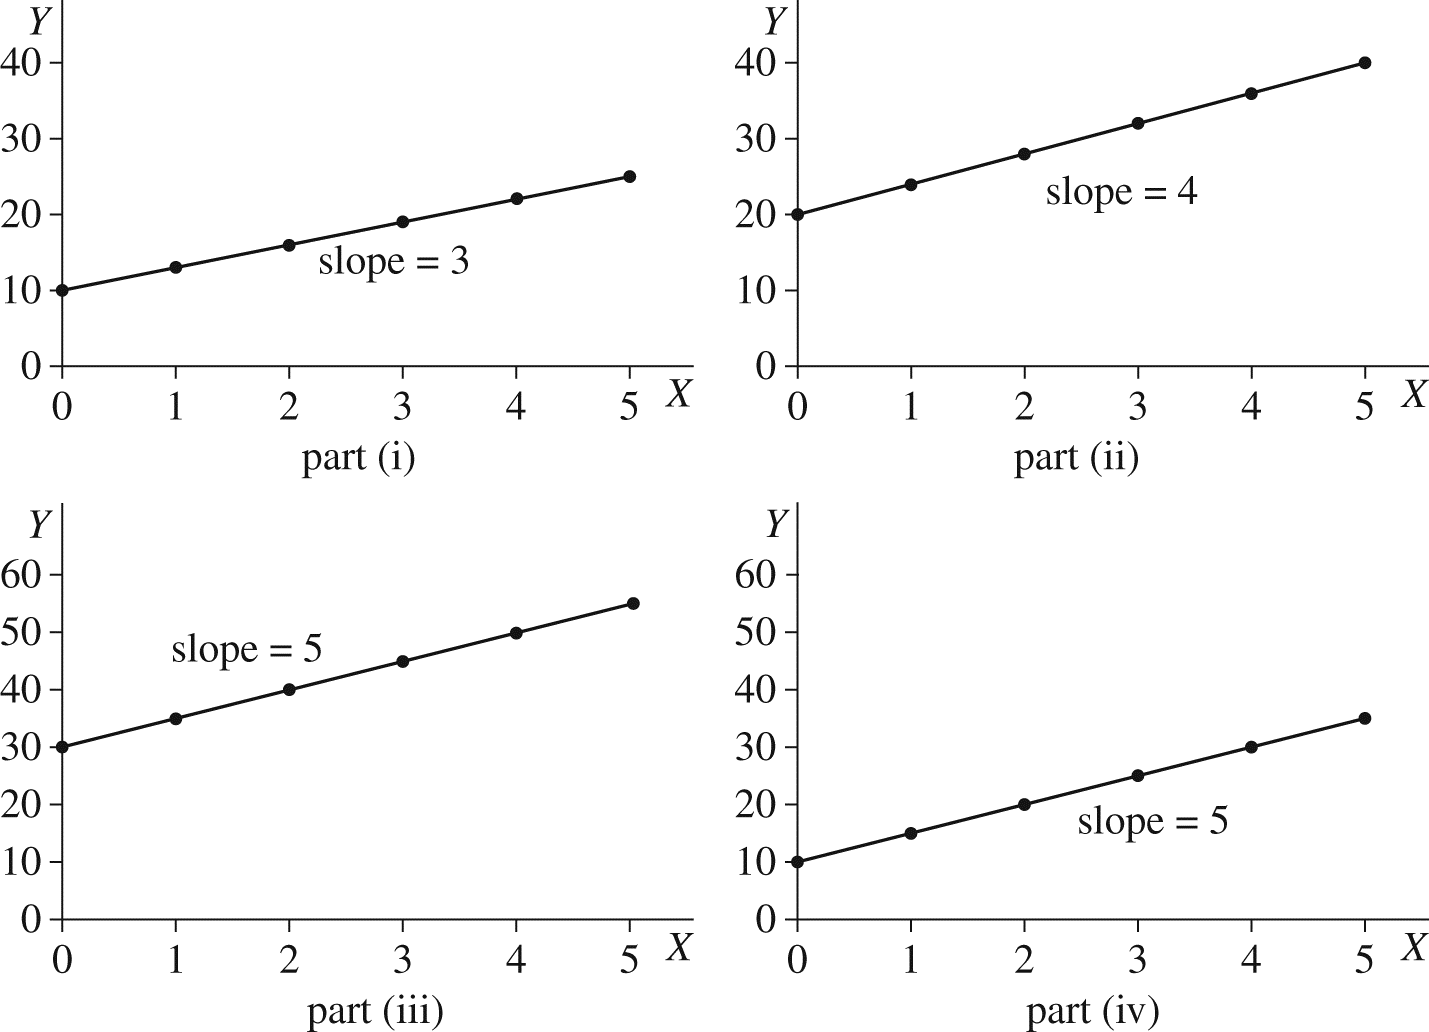 Y
40
30
20
10
0
0 1 2 3 4 5 X
slope = 3
part (i)
Y
40
30
20
10
0
0 1 2 3 4 5 X
slope = 4
part (ii)
Y
60
50
40
30
20
10
0
0 1 2 3 4 5 X
slope = 5
part (iii)
Y
60
50
40
30
20
10
0
0 1 2 3 4 5 X
slope = 5
part (iv)